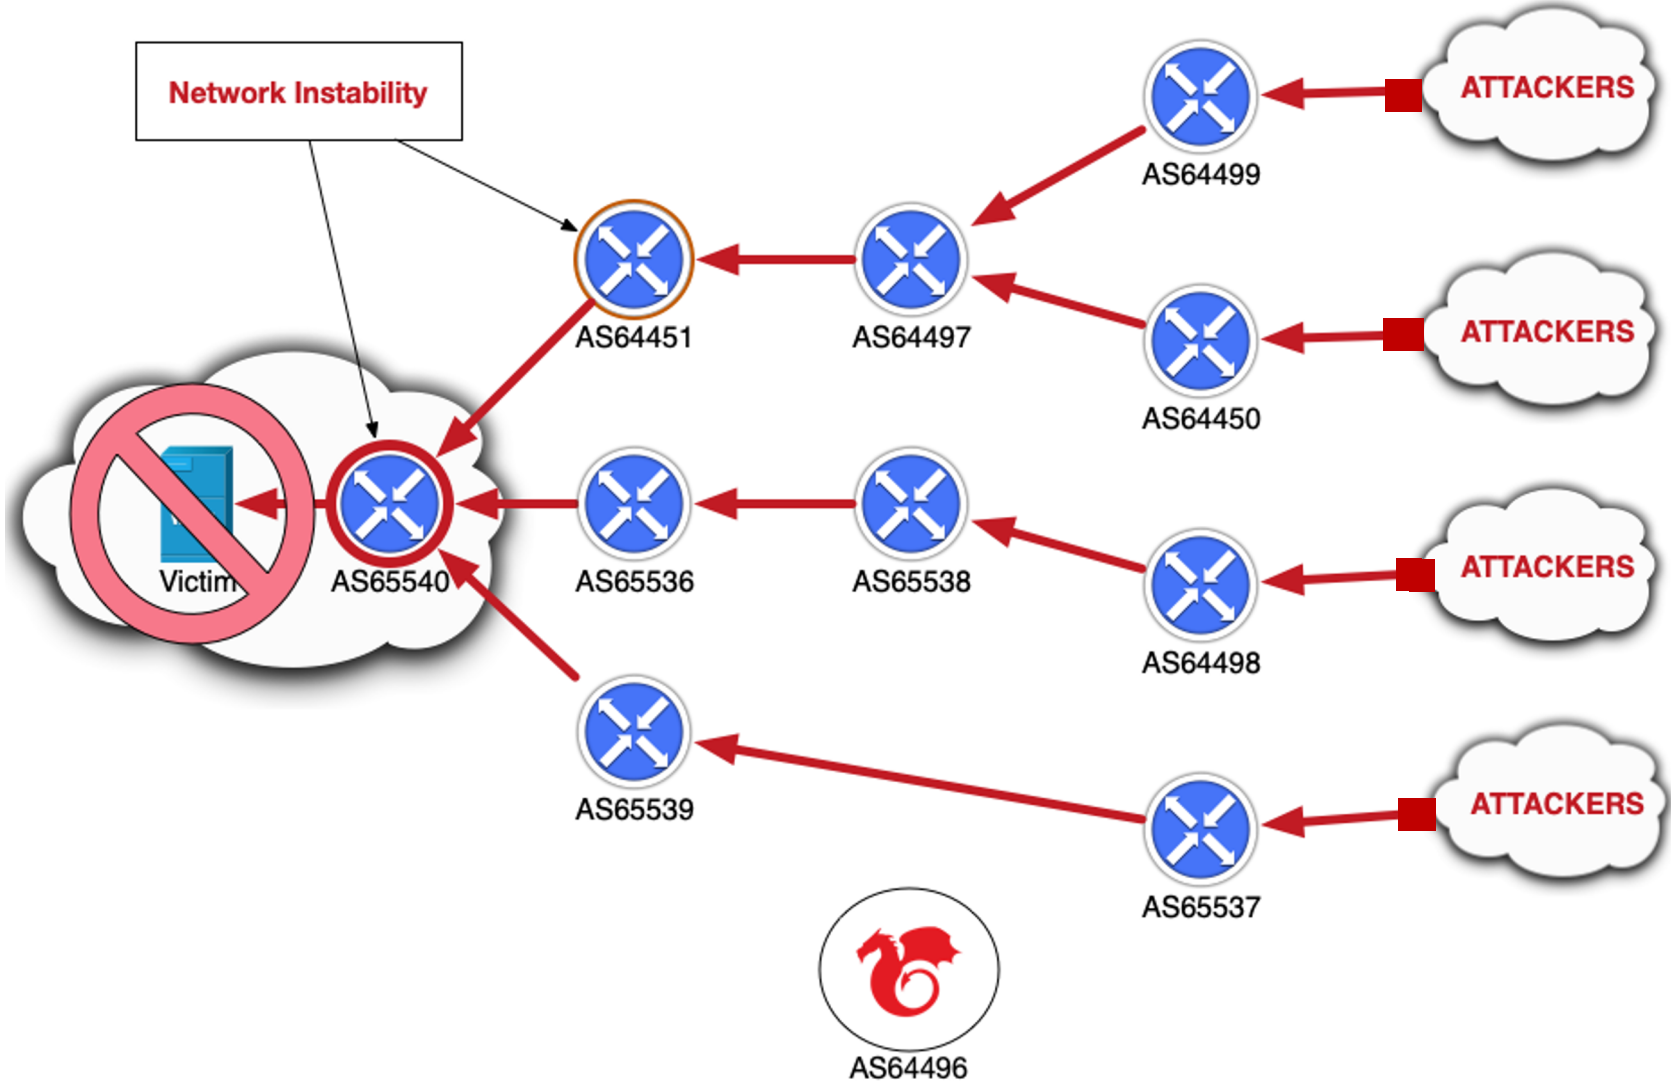 Network Instability
ATTACKERS
AS64499
ATTACKERS
AS64451
AS64497
AS64450
ATTACKERS
Victim
AS65540
AS65536
AS65538
AS64498
ATTACKERS
AS65539
AS65537
AS64496